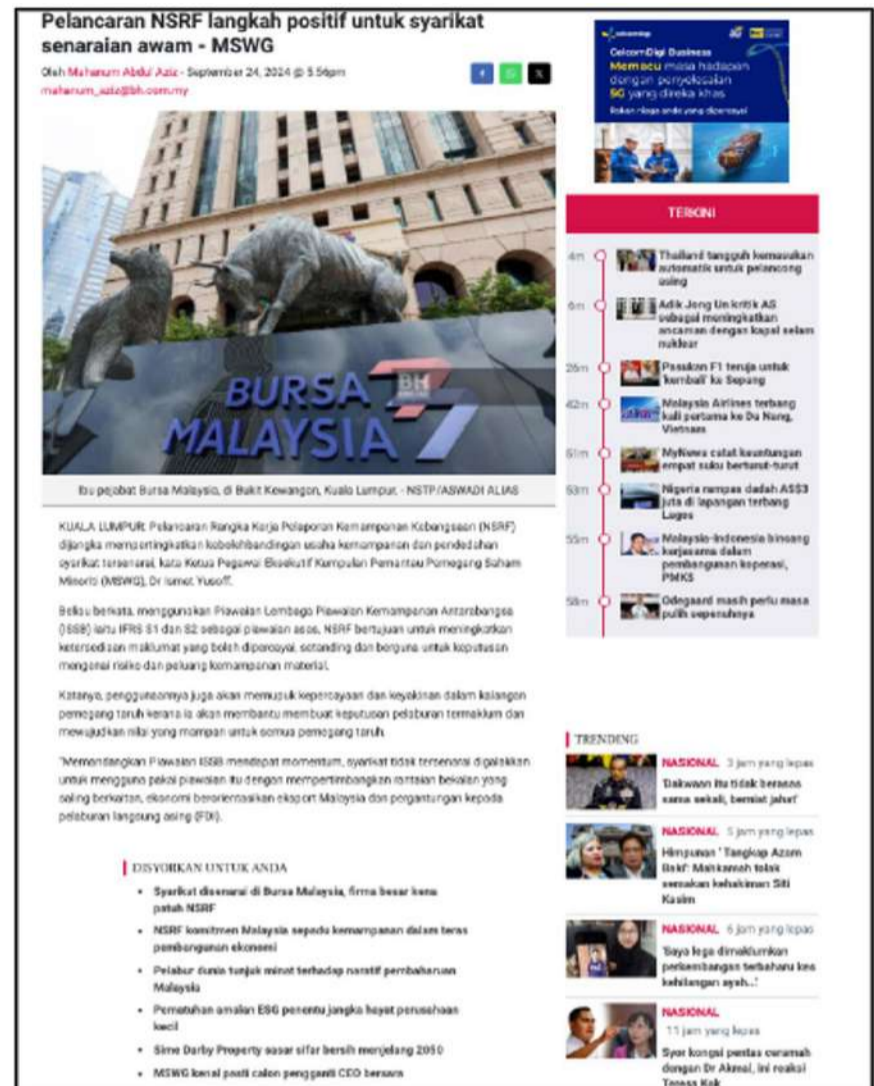 Pelancaran NSRF langkah positif untuk syarikat
senaraian awam - MSWG
Oleh Mahanum Abdul Aziz - September 24, 2024 @ 5:56pm
mahanum_aziz@bh.com.my
BURSA
MALAYSIA
BH
Ibu pejabat Bursa Malaysia, di Bukit Kewangan, Kuala Lumpur. - NSTP/ASWADI ALIAS
KUALA LUMPUR: Pelancaran Rangka Kerja Pelaporan Kemampanan Kebangsaan (NSRF)
dijangka mempertingkatkan kebolehbandingan usaha kemampanan dan pendedahan
syarikat tersenarai, kata Ketua Pegawai Eksekutif Kumpulan Pemantau Pemegang Saham
Minoriti (MSWG), Dr Ismet Yusoff.
Beliau berkata, menggunakan Piawaian Lembaga Piawaian Kemampanan Antarabangsa
(ISSB) iaitu IFRS S1 dan S2 sebagai piawaian asas, NSRF bertujuan untuk meningkatkan
ketersediaan maklumat yang boleh dipercayai, setanding dan berguna untuk keputusan
mengenai risiko dan peluang kemampanan material.
Katanya, penggunaannya juga akan memupuk kepercayaan dan keyakinan dalam kalangan
pemegang taruh kerana ia akan membantu membuat keputusan pelaburan termaklum dan
mewujudkan nilai yang mampan untuk semua pemegang taruh.
"Memandangkan Piawaian ISSB mendapat momentum, syarikat tidak tersenarai digalakkan
untuk mengguna pakai piawaian itu dengan mempertimbangkan rantaian bekalan yang
saling berkaitan, ekonomi berorientasikan eksport Malaysia dan pergantungan kepada
pelaburan langsung asing (FDI).
DISYORKAN UNTUK ANDA
• Syarikat disenarai di Bursa Malaysia, firma besar kena
patuh NSRF
• NSRF komitmen Malaysia sepadu kemampanan dalam teras
pembangunan ekonomi
• Pelabur dunia tunjuk minat terhadap naratif pembaharuan
Malaysia
• Pematuhan amalan ESG penentu jangka hayat perusahaan
kecil
• Sime Darby Property sasar sifar bersih menjelang 2050
• MSWG kenal pasti calon pengganti CEO bersara
celcomdigi
CelcomDigi Business
Memacu masa hadapan
dengan penyelesaian
5G yang direka khas
Rakan niaga anda yang dipercayai
TERKINI
4m Thailand tangguh kemasukan
automatik untuk pelancong
asing
6m Adik Jong Un kritik AS
sebagai meningkatkan
ancaman dengan kapal selam
nuklear
26m Pasukan F1 teruja untuk
'kembali' ke Sepang
42m Malaysia Airlines terbang
kali pertama ke Da Nang,
Vietnam
51m MyNews catat keuntungan
empat suku berturut-turut
53m Nigeria rampas dadah AS$3
juta di lapangan terbang
Lagos
55m Malaysia-Indonesia bincang
kerjasama dalam
pembangunan koperasi,
PMKS
58m Odegaard masih perlu masa
pulih sepenuhnya
TRENDING
NASIONAL 3 jam yang lepas
'Dakwaan itu tidak berasas
sama sekali, berniat jahat'
NASIONAL 5 jam yang lepas
Himpunan 'Tangkap Azam
Baki': Mahkamah tolak
semakan kehakiman Siti
Kasim
NASIONAL 6 jam yang lepas
'Saya lega dimaklumkan
perkembangan terbaharu kes
kehilangan ayah...'
NASIONAL
11 jam yang lepas
Syor kongsi pentas ceramah
dengan Dr Akmal, ini reaksi
Teresa Kok